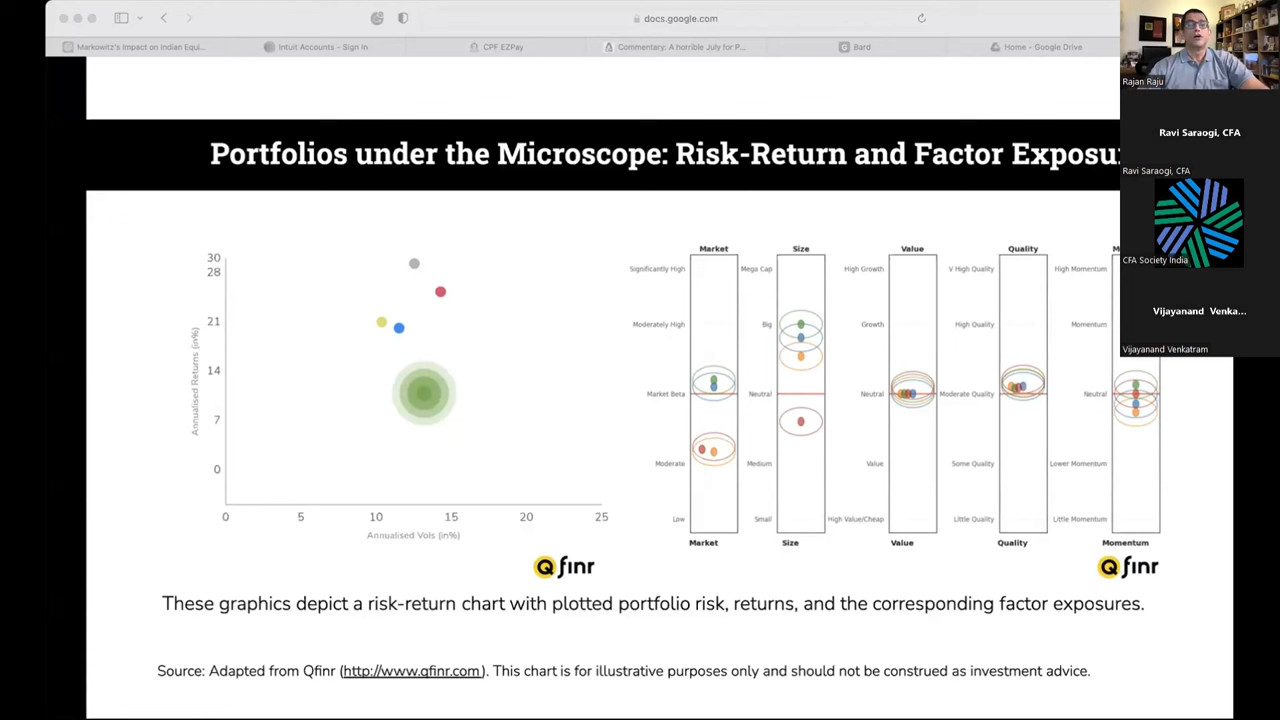 docs.google.com
Markowitz's Impact on Indian Equi...
Intuit Accounts - Sign In
CPF EZPay
Commentary: A horrible July for P...
Bard
Home - Google Drive
Rajan Raju
Ravi Saraogi, CFA
Ravi Saraogi, CFA
CFA Society India
Vijayanand Venka...
Vijayanand Venkatram
Portfolios under the Microscope: Risk-Return and Factor Exposu
Annualised Returns (in%)
30
28
21
14
7
0
0
5
10
15
20
25
Annualised Vols (in%)
Qfinr
Market
Significantly High
Moderately High
Market Beta
Moderate
Low
Market
Size
Mega Cap
Big
Neutral
Medium
Small
Size
Value
High Growth
Growth
Neutral
Value
High Value/Cheap
Value
Quality
V High Quality
High Quality
Moderate Quality
Some Quality
Little Quality
Quality
High Momentum
Momentum
Neutral
Lower Momentum
Little Momentum
Momentum
Qfinr
These graphics depict a risk-return chart with plotted portfolio risk, returns, and the corresponding factor exposures.
Source: Adapted from Qfinr (http://www.qfinr.com). This chart is for illustrative purposes only and should not be construed as investment advice.